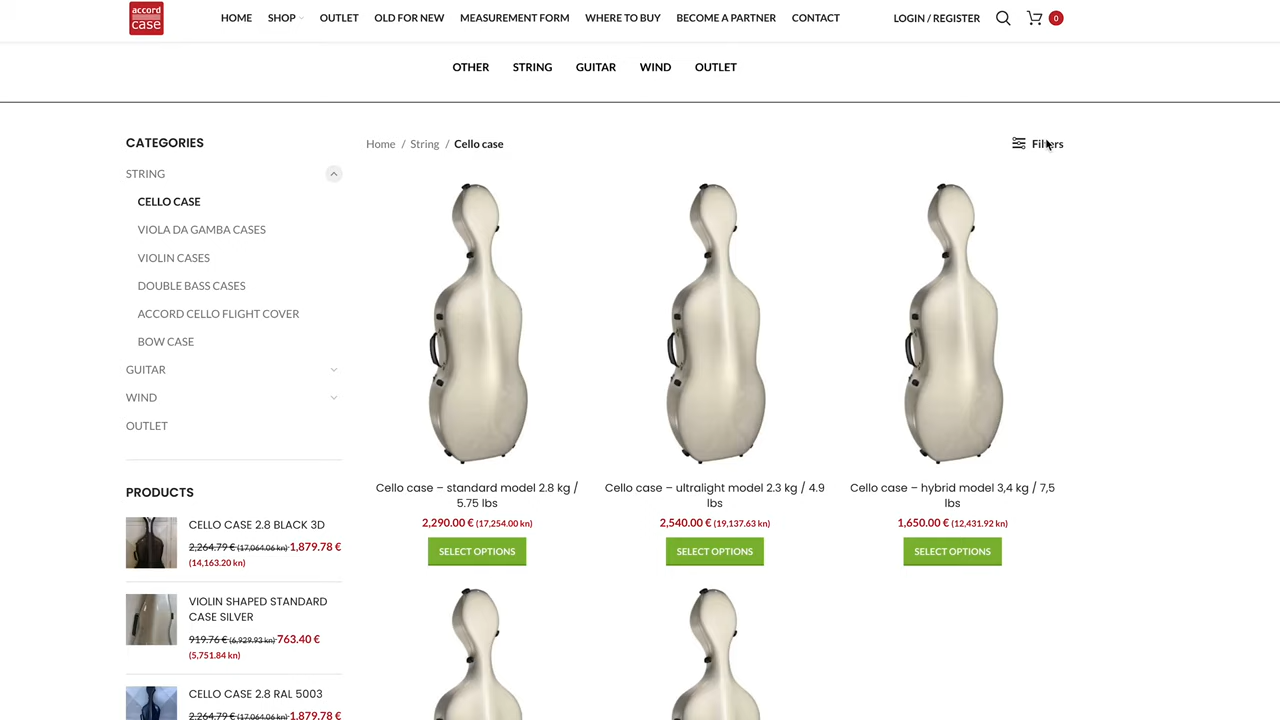 accord
case
HOME
SHOP
OUTLET
OLD FOR NEW
MEASUREMENT FORM
WHERE TO BUY
BECOME A PARTNER
CONTACT
LOGIN / REGISTER
0
OTHER
STRING
GUITAR
WIND
OUTLET
CATEGORIES
STRING
CELLO CASE
VIOLA DA GAMBA CASES
VIOLIN CASES
DOUBLE BASS CASES
ACCORD CELLO FLIGHT COVER
BOW CASE
GUITAR
WIND
OUTLET
PRODUCTS
CELLO CASE 2.8 BLACK 3D
2,264.79 € (17,064.06 kn) 1,879.78 €
(14,163.20 kn)
VIOLIN SHAPED STANDARD
CASE SILVER
919.76 € (6,929.93 kn) 763.40 €
(5,751.84 kn)
CELLO CASE 2.8 RAL 5003
2,264.79 € (17,064.06 kn) 1,879.78 €
Home / String / Cello case
Filters
Cello case – standard model 2.8 kg /
5.75 lbs
2,290.00 € (17,254.00 kn)
SELECT OPTIONS
Cello case – ultralight model 2.3 kg / 4.9
lbs
2,540.00 € (19,137.63 kn)
SELECT OPTIONS
Cello case – hybrid model 3,4 kg / 7,5
lbs
1,650.00 € (12,431.92 kn)
SELECT OPTIONS